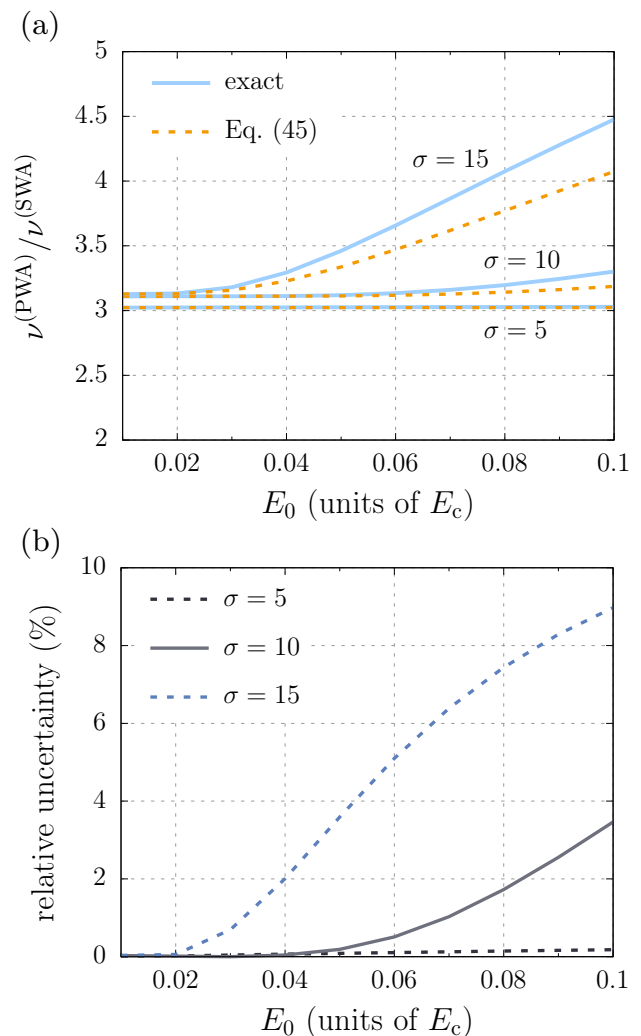 (a)
5
4.5
4
3.5
3
2.5
2
ν^(PWA)/ν^(SWA)
exact
Eq. (45)
σ = 15
σ = 10
σ = 5
0.02 0.04 0.06 0.08 0.1
E₀ (units of E_c)
(b)
10
8
6
4
2
0
relative uncertainty (%)
σ = 5
σ = 10
σ = 15
0.02 0.04 0.06 0.08 0.1
E₀ (units of E_c)